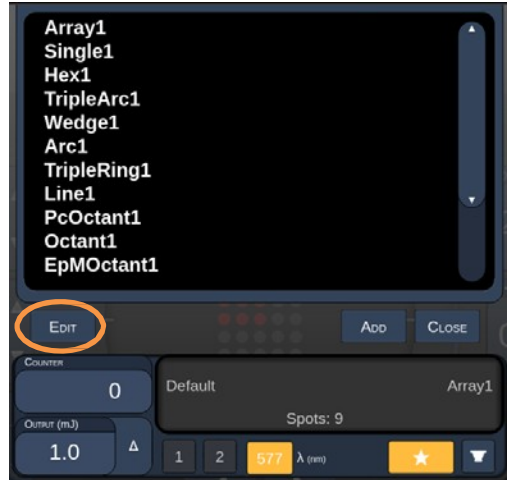 Array1
Single1
Hex1
TripleArc1
Wedge1
Arc1
TripleRing1
Line1
PcOctant1
Octant1
EpMOctant1
EDIT ADD CLOSE
COUNTER
0
Default Array1
Spots: 9
OUTPUT (mJ)
1.0 Δ
1 2 577 λ (nm)